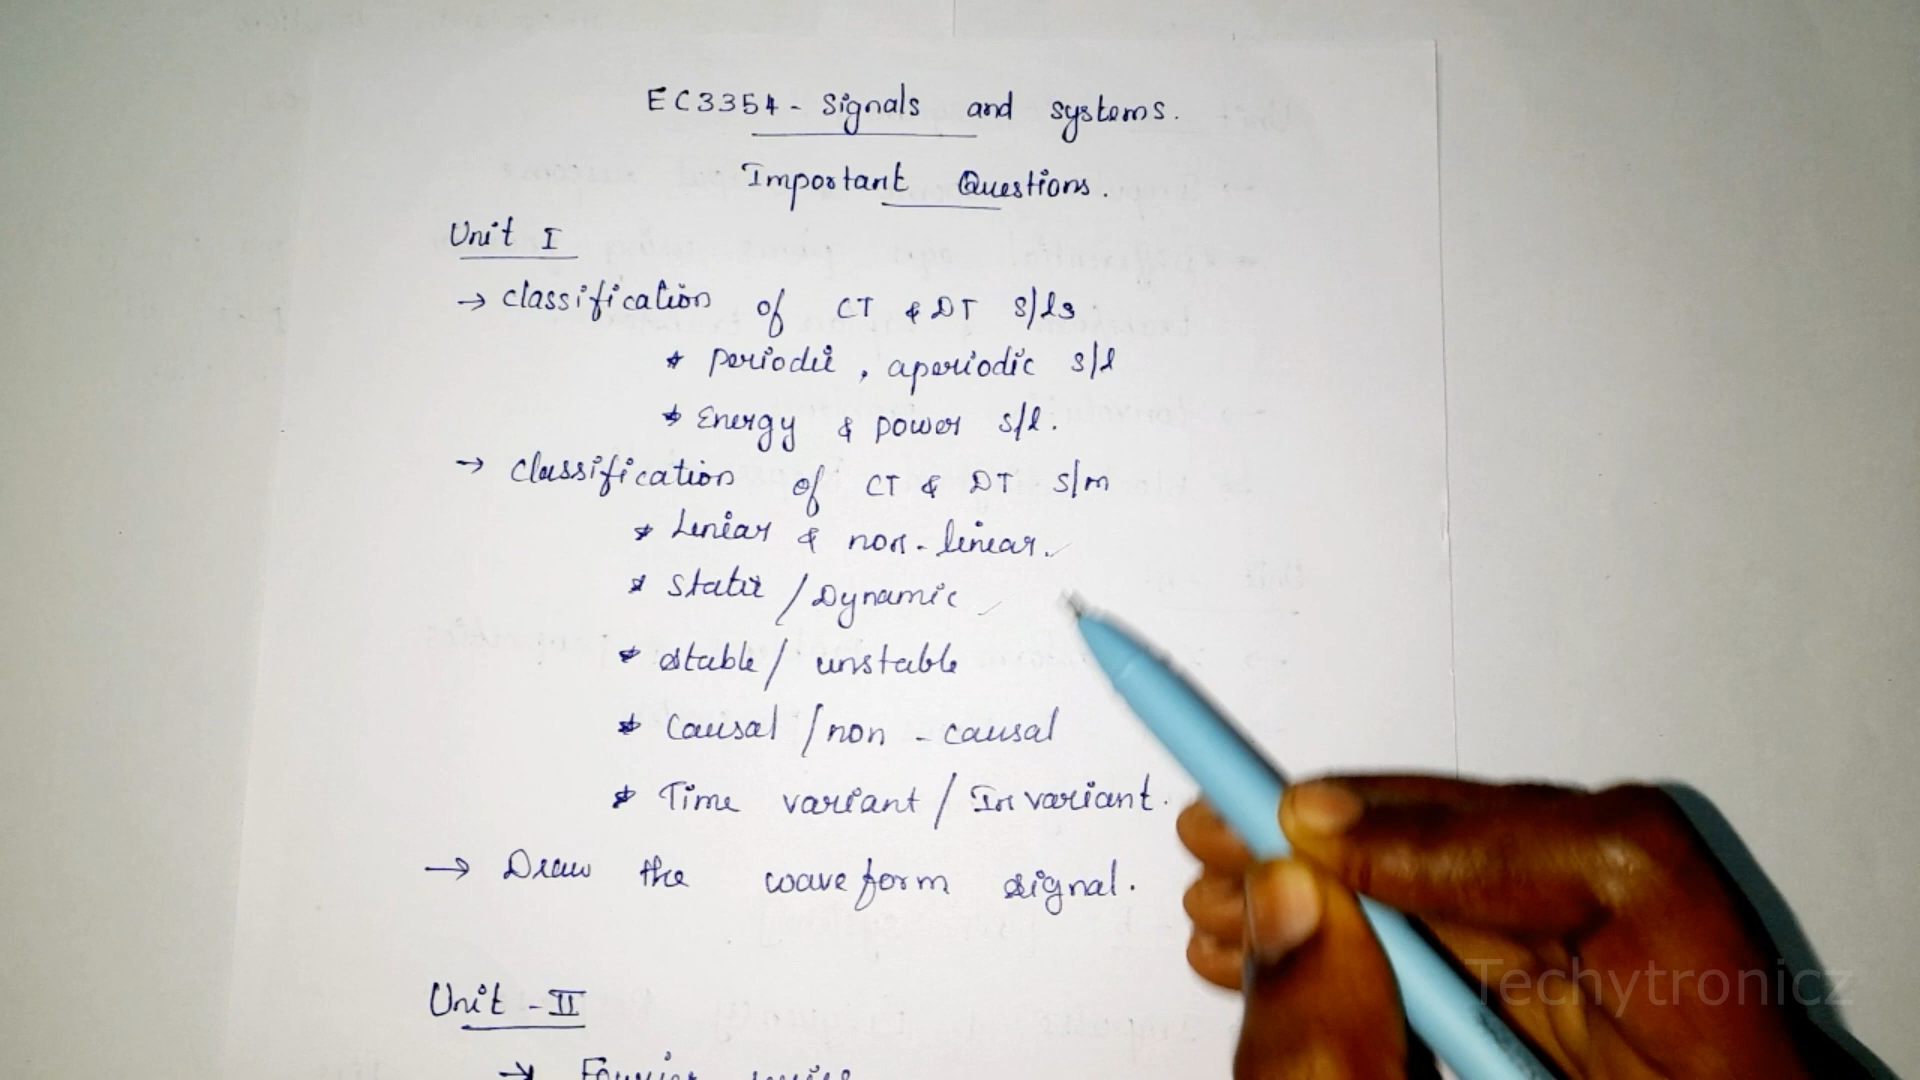 EC3354 - Signals and systems.
Important Questions.
Unit I
→ classification of CT & DT s/ls
* periodic, aperiodic s/l
* Energy & power s/l.
→ classification of CT & DT s/m
* Linear & non-linear.
* static / Dynamic
* stable / unstable
* Causal / non - causal
* Time variant / Invariant.
→ Draw the waveform signal.
Unit - II
→ Fourier series
Techytronicz